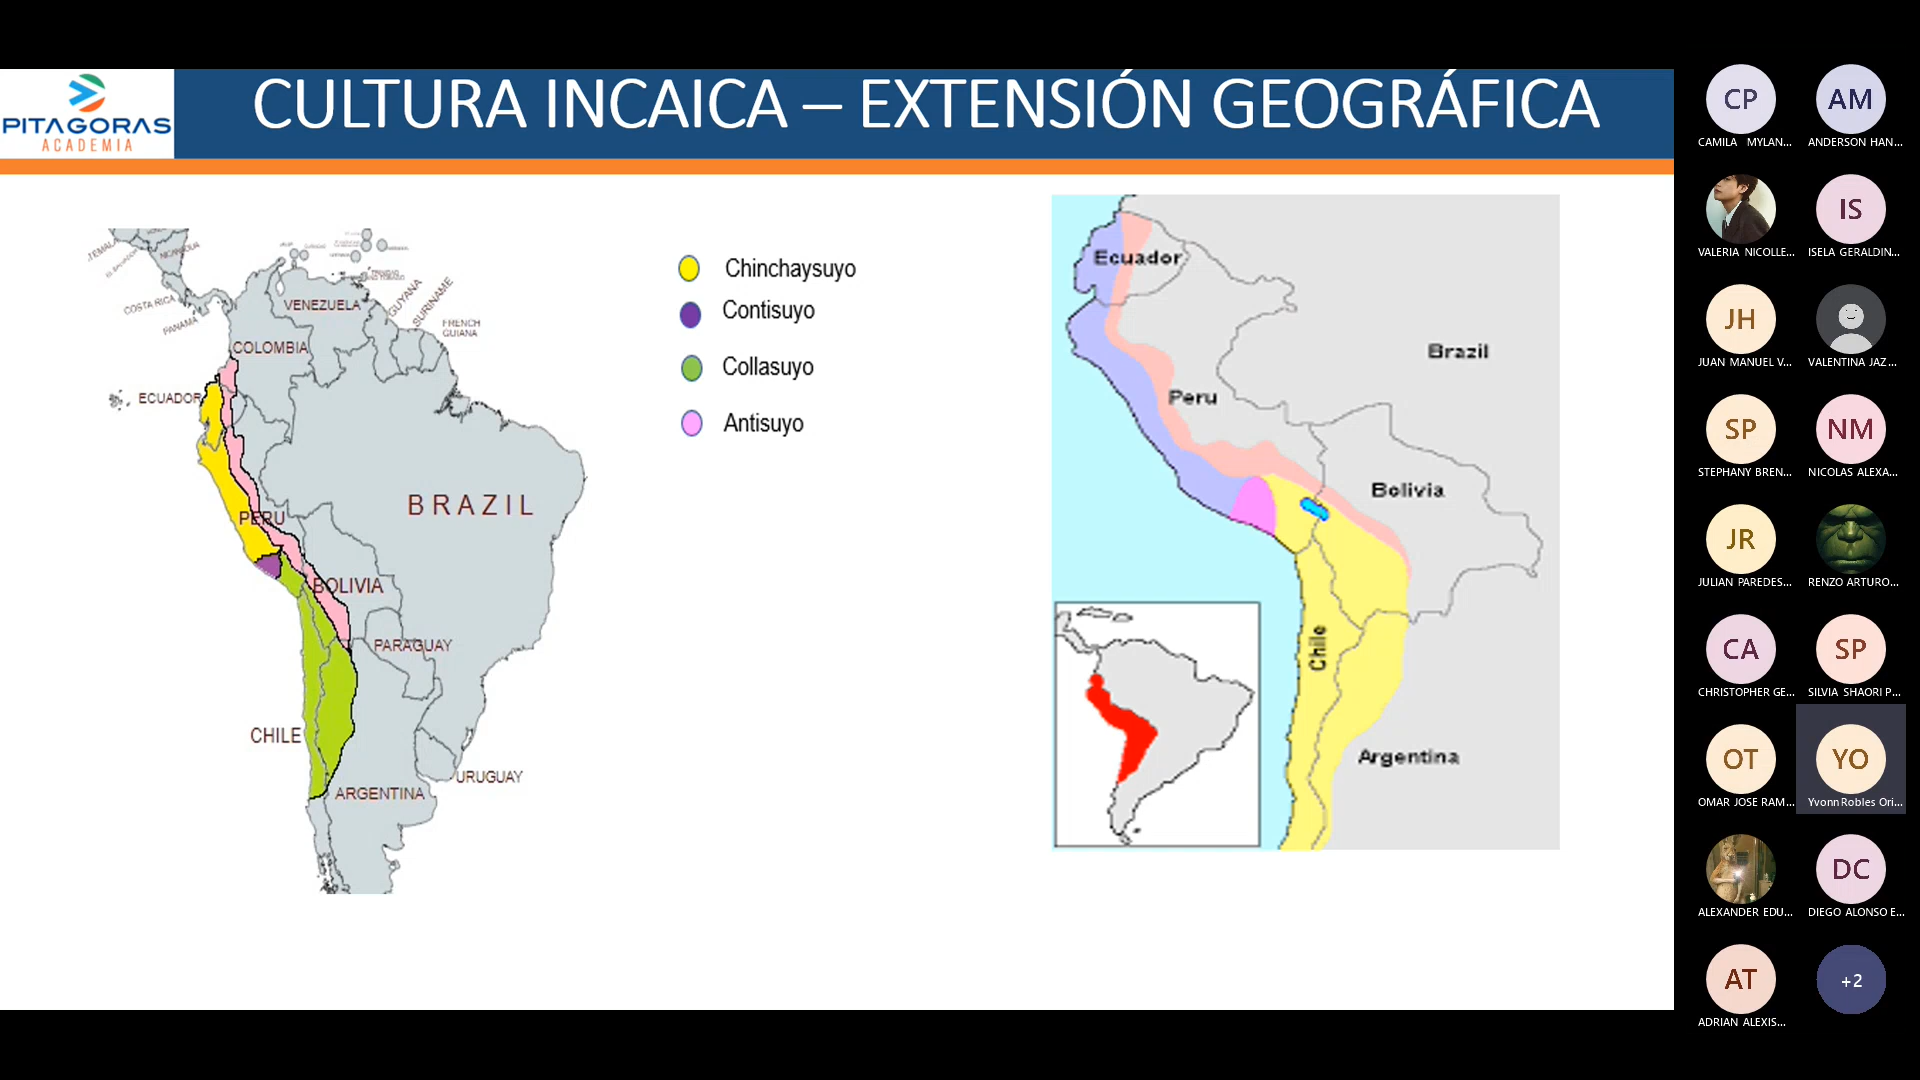 PITAGORAS
ACADEMIA
CULTURA INCAICA – EXTENSIÓN GEOGRÁFICA
NICARAGUA
COSTA RICA
PANAMA
VENEZUELA
GUYANA
SURINAME
FRENCH
GUIANA
COLOMBIA
ECUADOR
BRAZIL
PERU
BOLIVIA
PARAGUAY
CHILE
URUGUAY
ARGENTINA
Chinchaysuyo
Contisuyo
Collasuyo
Antisuyo
Ecuador
Brazil
Peru
Bolivia
Chile
Argentina
CP
AM
CAMILA MYLAN...
ANDERSON HAN...
IS
VALERIA NICOLLE...
ISELA GERALDIN...
JH
JUAN MANUEL V...
VALENTINA JAZ...
SP
NM
STEPHANY BREN...
NICOLAS ALEXA...
JR
JULIAN PAREDES...
RENZO ARTURO...
CA
SP
CHRISTOPHER GE...
SILVIA SHAORI P...
OT
YO
OMAR JOSE RAM...
Yvonn Robles Ori...
DC
ALEXANDER EDU...
DIEGO ALONSO E...
AT
+2
ADRIAN ALEXIS...